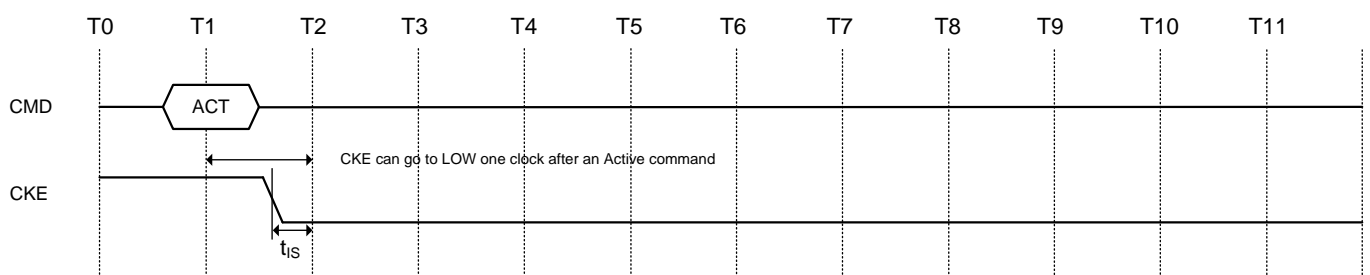 T0 T1 T2 T3 T4 T5 T6 T7 T8 T9 T10 T11
CMD ACT
CKE can go to LOW one clock after an Active command
CKE
tIS